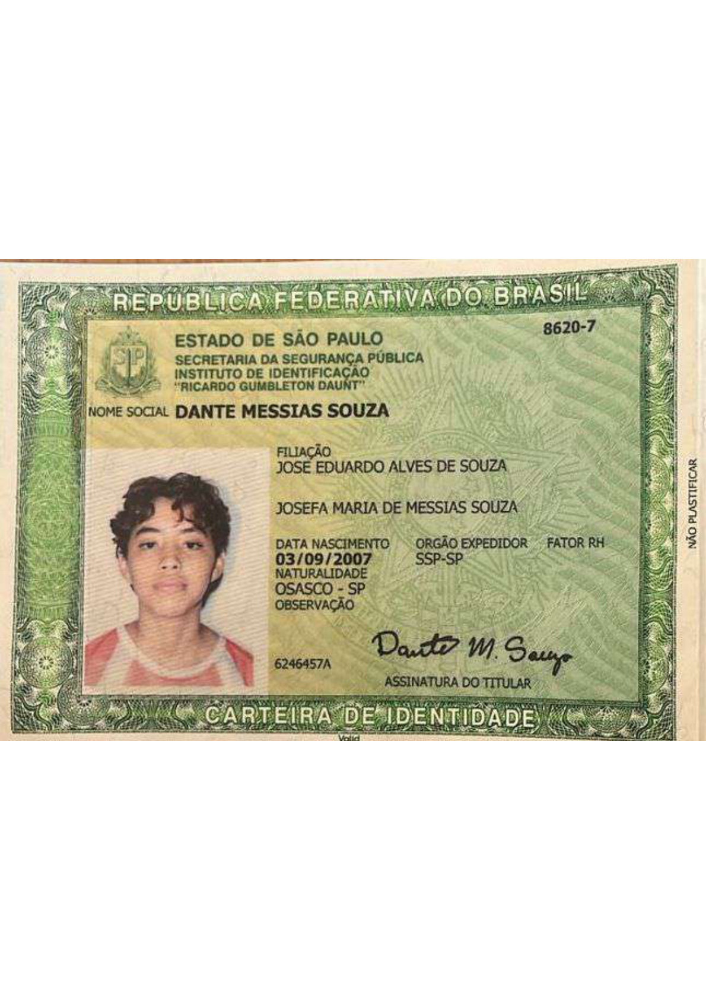 REPÚBLICA FEDERATIVA DO BRASIL
8620-7
ESTADO DE SÃO PAULO
SECRETARIA DA SEGURANÇA PÚBLICA
INSTITUTO DE IDENTIFICAÇÃO
"RICARDO GUMBLETON DAUNT"
SP
NOME SOCIAL DANTE MESSIAS SOUZA
FILIAÇÃO
JOSE EDUARDO ALVES DE SOUZA
JOSEFA MARIA DE MESSIAS SOUZA
DATA NASCIMENTO ORGÃO EXPEDIDOR FATOR RH
03/09/2007 SSP-SP
NATURALIDADE
OSASCO - SP
OBSERVAÇÃO
Dante M. Souza
6246457A
ASSINATURA DO TITULAR
CARTEIRA DE IDENTIDADE
Valid
NÃO PLASTIFICAR